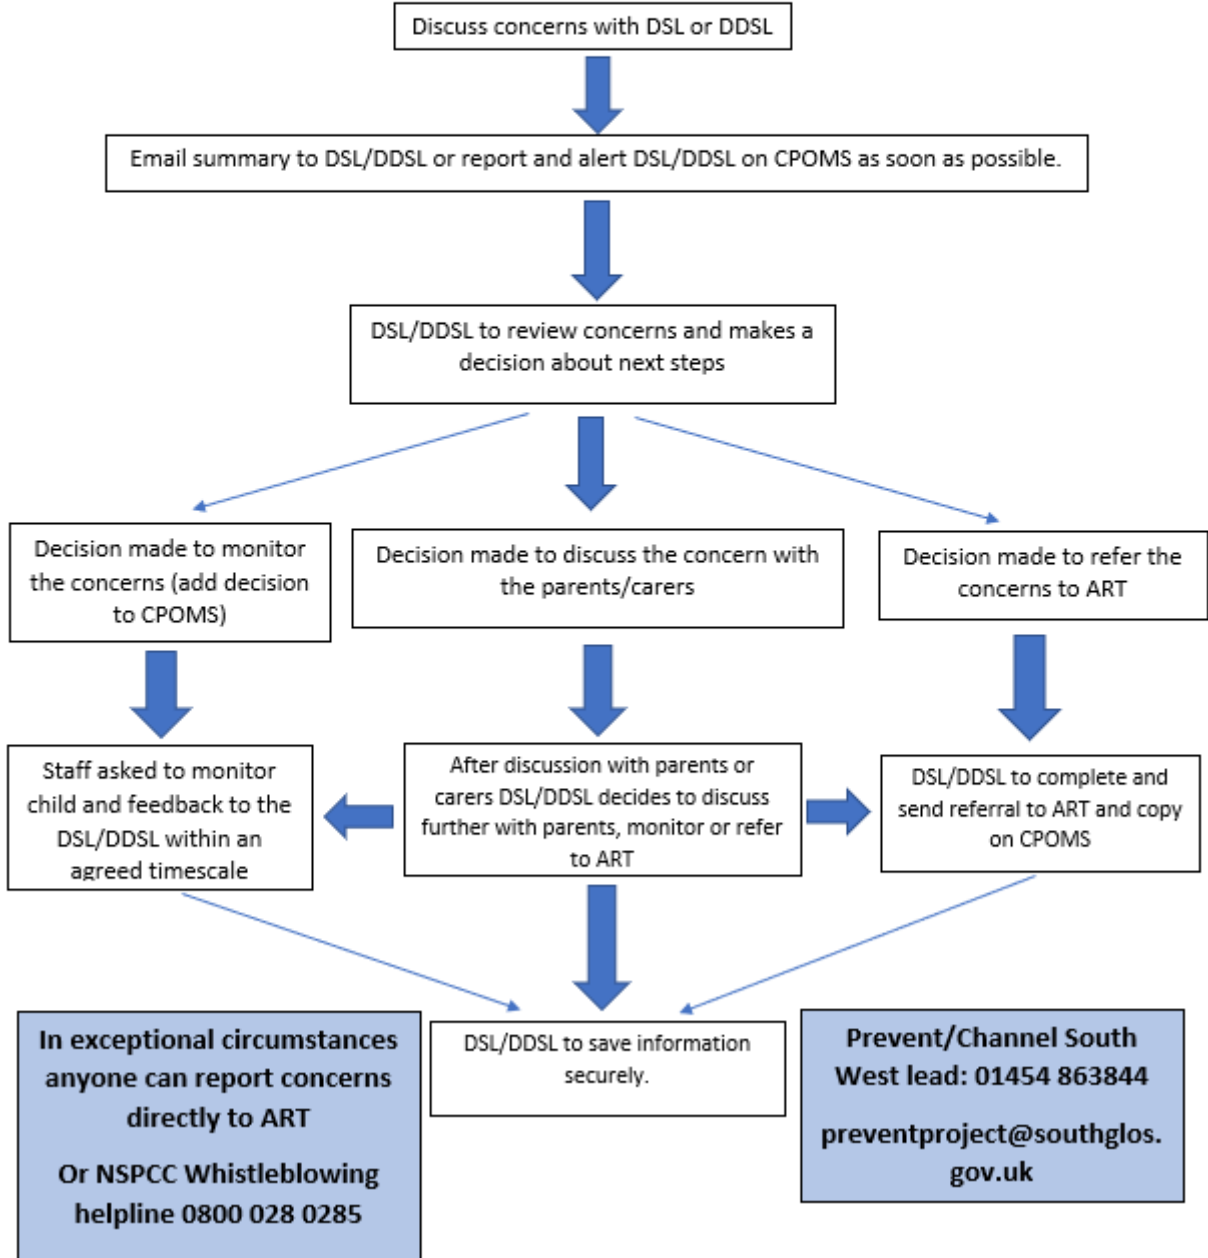 Discuss concerns with DSL or DDSL
Email summary to DSL/DDSL or report and alert DSL/DDSL on CPOMS as soon as possible.
DSL/DDSL to review concerns and makes a
decision about next steps
Decision made to monitor
the concerns (add decision
to CPOMS)
Decision made to discuss the concern with
the parents/carers
Decision made to refer the
concerns to ART
Staff asked to monitor
child and feedback to the
DSL/DDSL within an
agreed timescale
After discussion with parents or
carers DSL/DDSL decides to discuss
further with parents, monitor or refer
to ART
DSL/DDSL to complete and
send referral to ART and copy
on CPOMS
In exceptional circumstances
anyone can report concerns
directly to ART
Or NSPCC Whistleblowing
helpline 0800 028 0285
DSL/DDSL to save information
securely.
Prevent/Channel South
West lead: 01454 863844
preventproject@southglos.
gov.uk